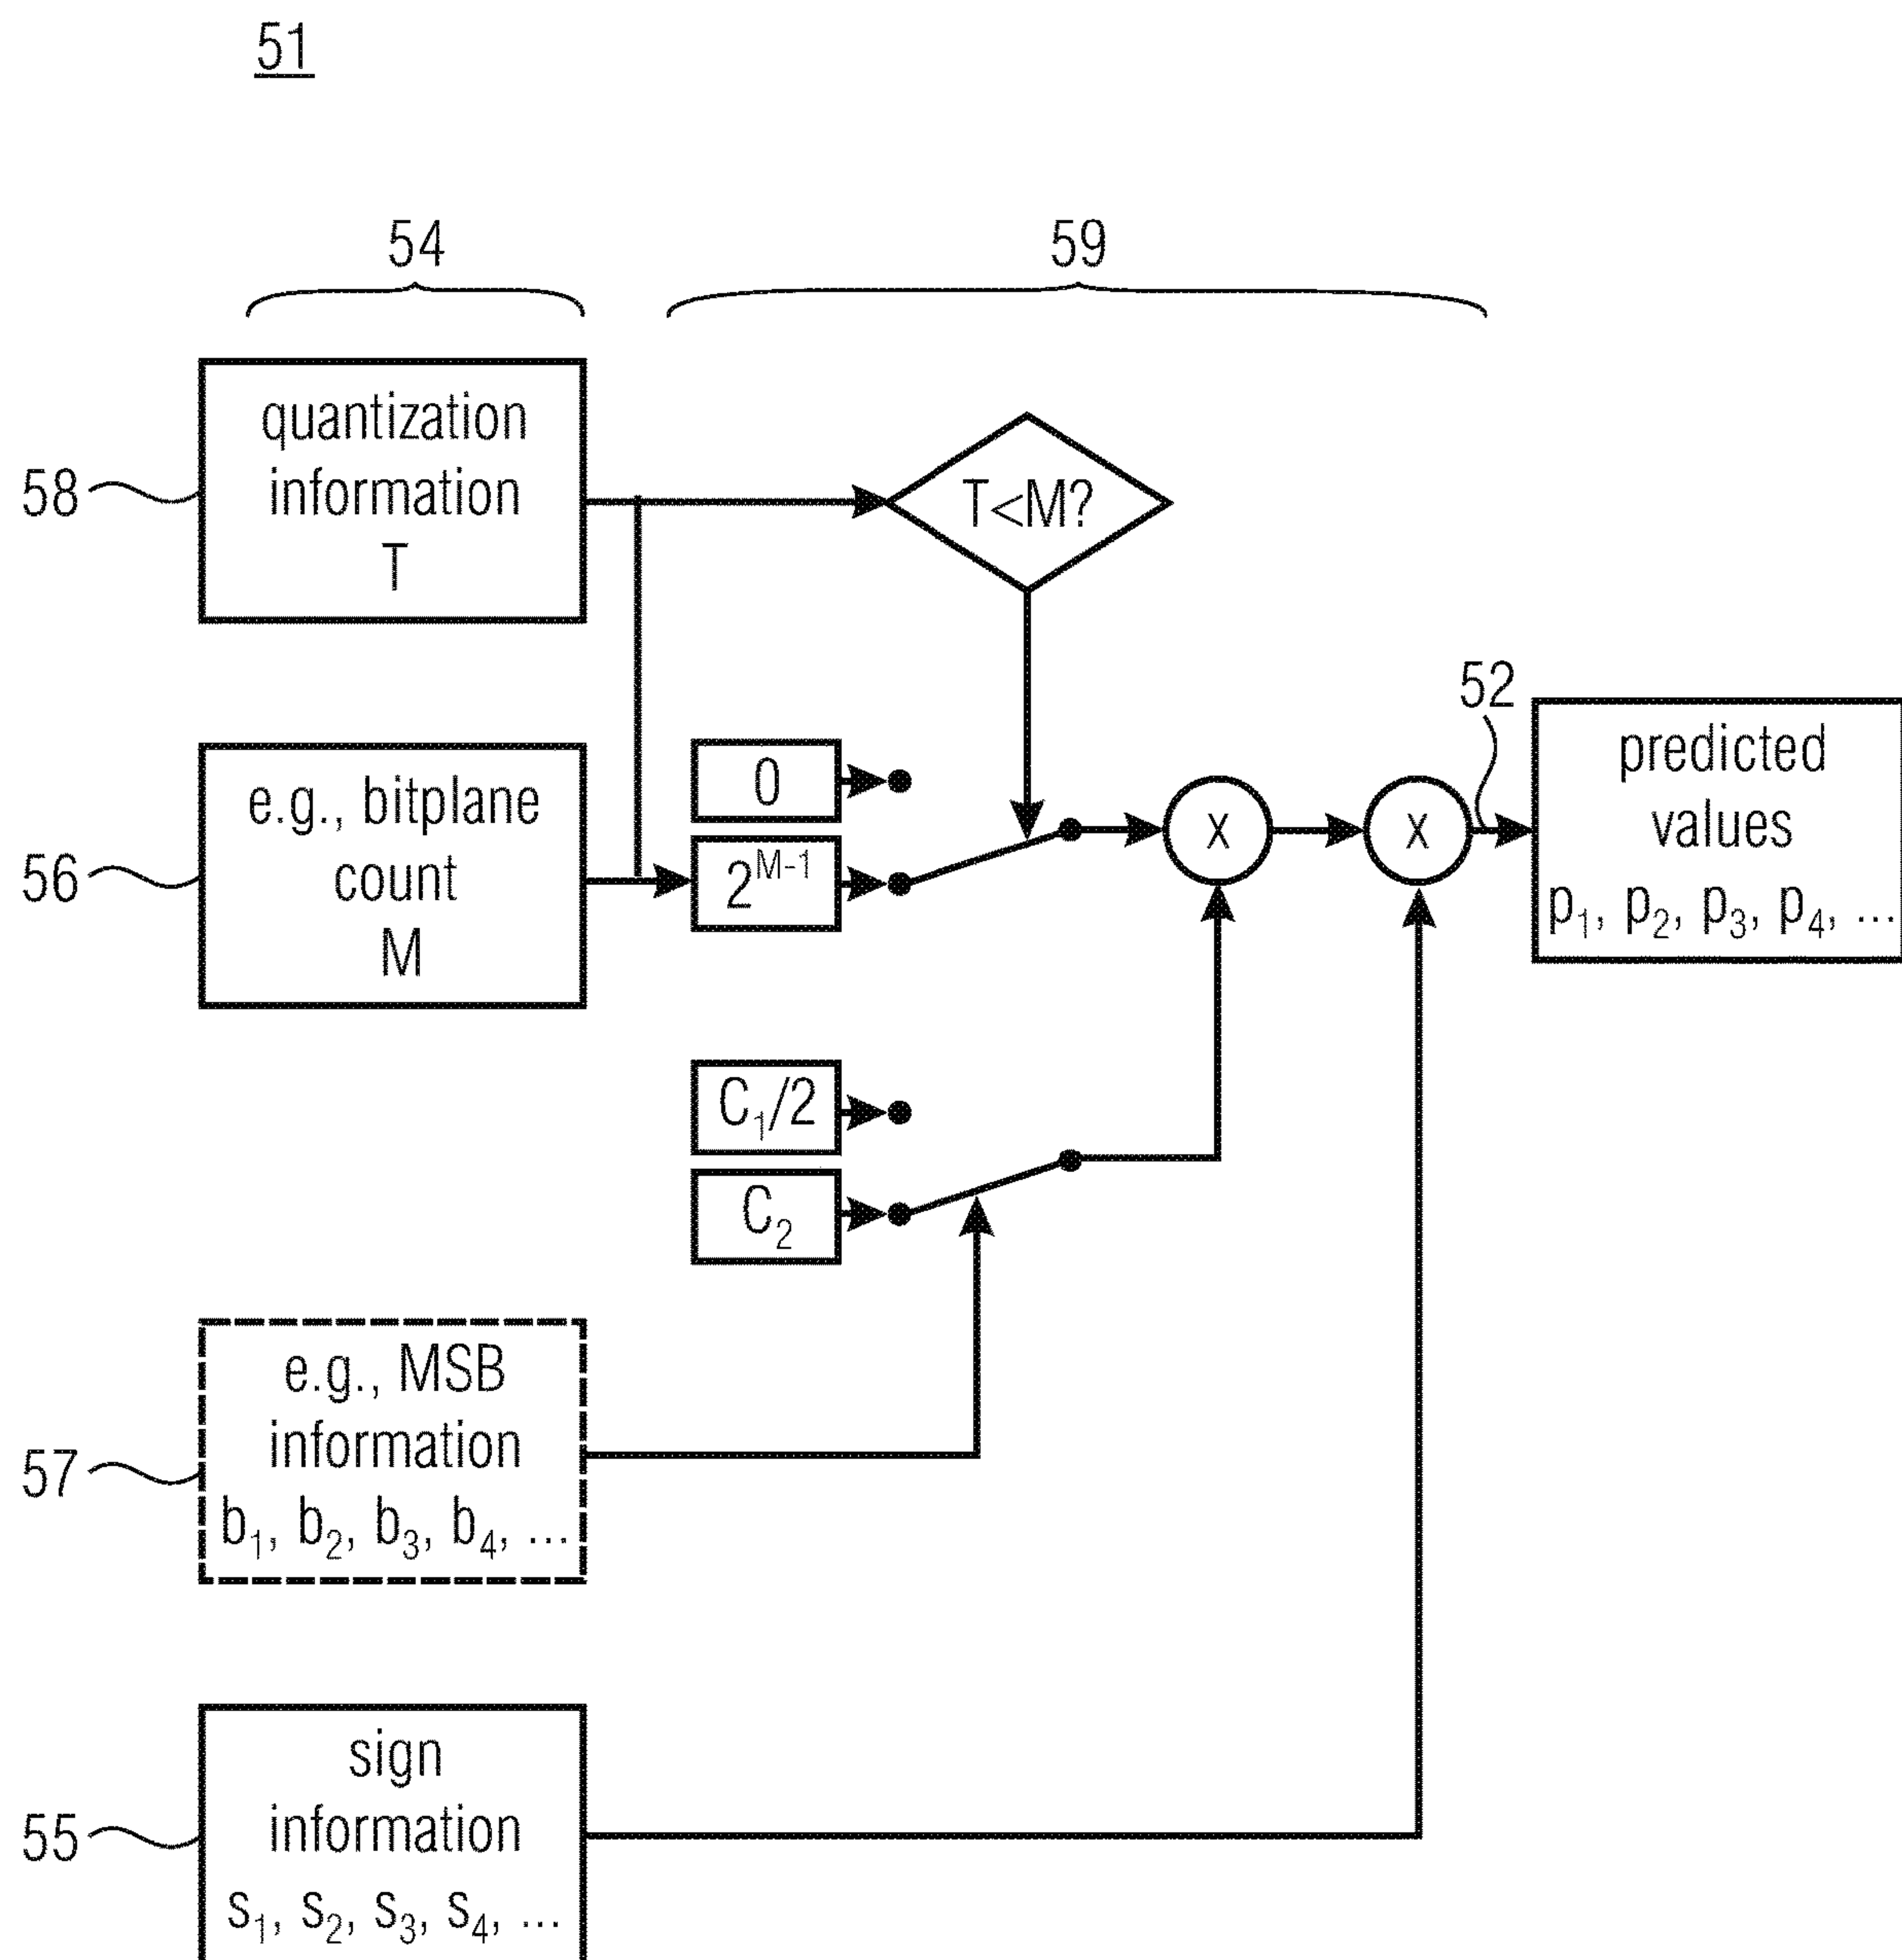 51
54
59
58
quantization
information
T
T<M?
52
56
e.g., bitplane
count
M
0
2^{M-1}
x
x
predicted
values
p₁, p₂, p₃, p₄, ...
C₁/2
C₂
57
e.g., MSB
information
b₁, b₂, b₃, b₄, ...
55
sign
information
s₁, s₂, s₃, s₄, ...